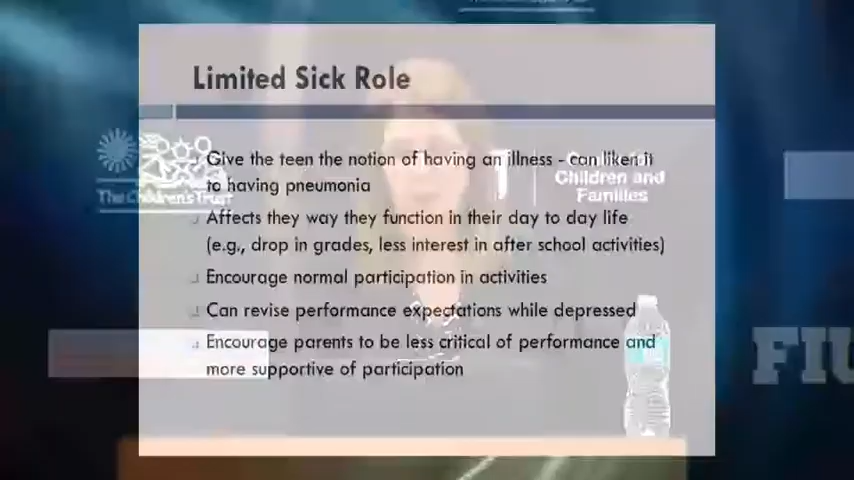 Limited Sick Role
Give the teen the notion of having an illness - can liken it
to having pneumonia
Affects they way they function in their day to day life
(e.g., drop in grades, less interest in after school activities)
Encourage normal participation in activities
Can revise performance expectations while depressed
Encourage parents to be less critical of performance and
more supportive of participation
The Children's Trust
Children and
Families
FIU